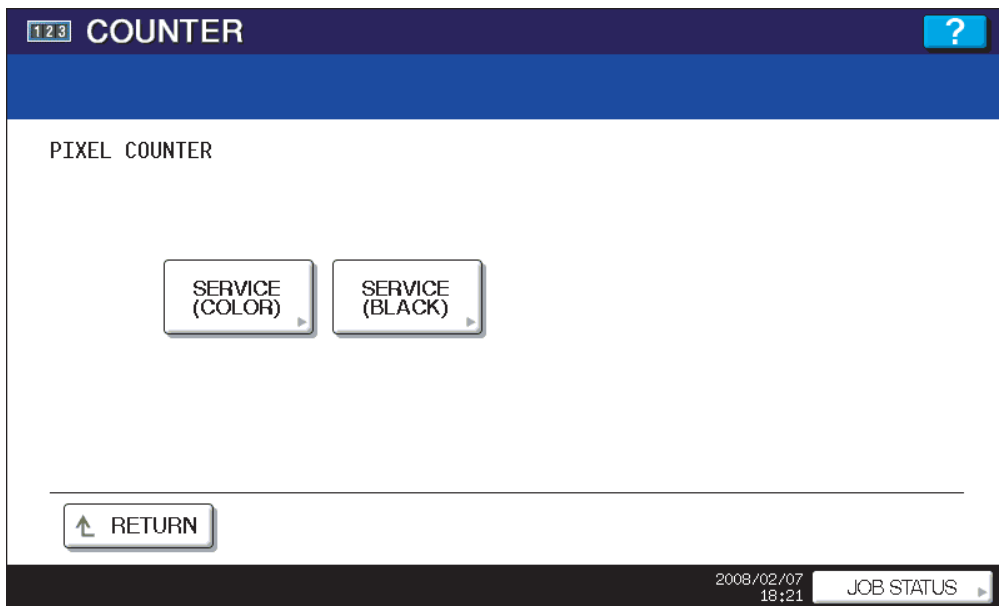 123 COUNTER
?
PIXEL COUNTER
SERVICE
(COLOR)
SERVICE
(BLACK)
RETURN
2008/02/07
18:21
JOB STATUS